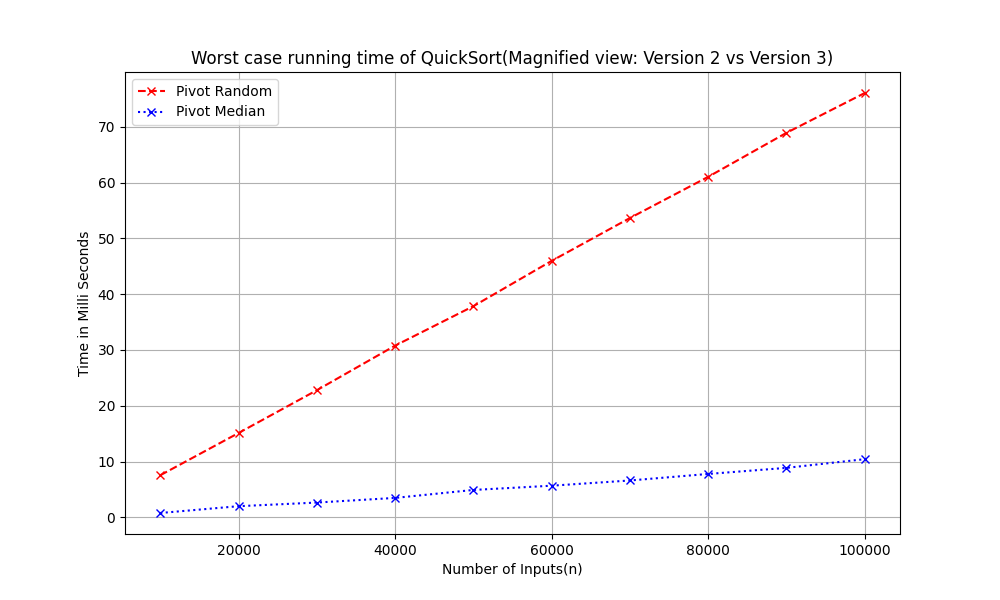 Worst case running time of QuickSort(Magnified view: Version 2 vs Version 3)
Pivot Random
Pivot Median
Time in Milli Seconds
70
60
50
40
30
20
10
0
20000 40000 60000 80000 100000
Number of Inputs(n)